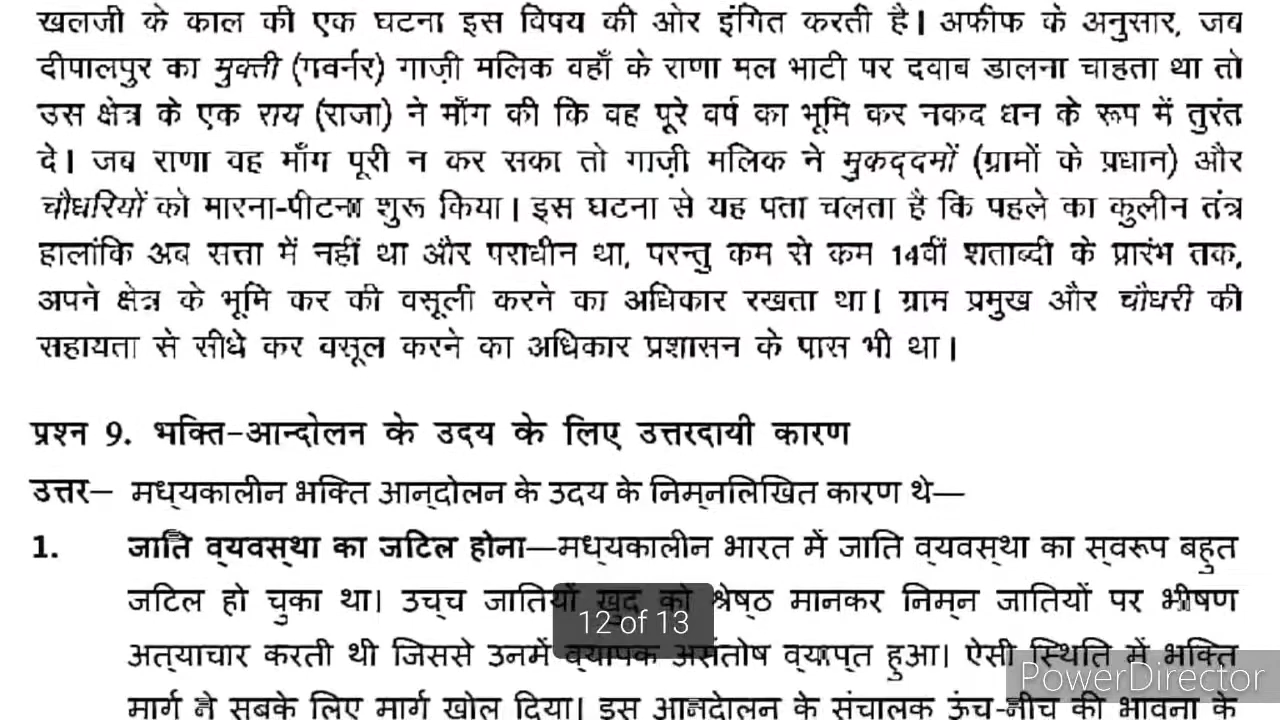 खलजी के काल की एक घटना इस विषय की ओर इंगित करती है। अफीफ के अनुसार, जब
दीपालपुर का मुक्ती (गवर्नर) गाज़ी मलिक वहाँ के राणा मल भाटी पर दवाब डालना चाहता था तो
उस क्षेत्र के एक राय (राजा) ने माँग की कि वह पूरे वर्ष का भूमि कर नकद धन के रूप में तुरंत
दे। जब राणा वह माँग पूरी न कर सका तो गाज़ी मलिक ने मुकद्दमों (ग्रामों के प्रधान) और
चौधरियों को मारना-पीटना शुरू किया। इस घटना से यह पता चलता है कि पहले का कुलीन तंत्र
हालांकि अब सत्ता में नहीं था और पराधीन था, परन्तु कम से कम 14वीं शताब्दी के प्रारंभ तक,
अपने क्षेत्र के भूमि कर की वसूली करने का अधिकार रखता था। ग्राम प्रमुख और चौधरी की
सहायता से सीधे कर वसूल करने का अधिकार प्रशासन के पास भी था।
प्रश्न 9. भक्ति-आन्दोलन के उदय के लिए उत्तरदायी कारण
उत्तर– मध्यकालीन भक्ति आन्दोलन के उदय के निम्नलिखित कारण थे—
1. जाति व्यवस्था का जटिल होना—मध्यकालीन भारत में जाति व्यवस्था का स्वरूप बहुत
जटिल हो चुका था। उच्च जातियों खुद को श्रेष्ठ मानकर निम्न जातियों पर भीषण
12 of 13
अत्याचार करती थी जिससे उनमें व्यापक असंतोष व्याप्त हुआ। ऐसी स्थिति में भक्ति
PowerDirector
मार्ग ने सबके लिए मार्ग खोल दिया। इस आन्दोलन के संचालक ऊंच-नीच की भावना के